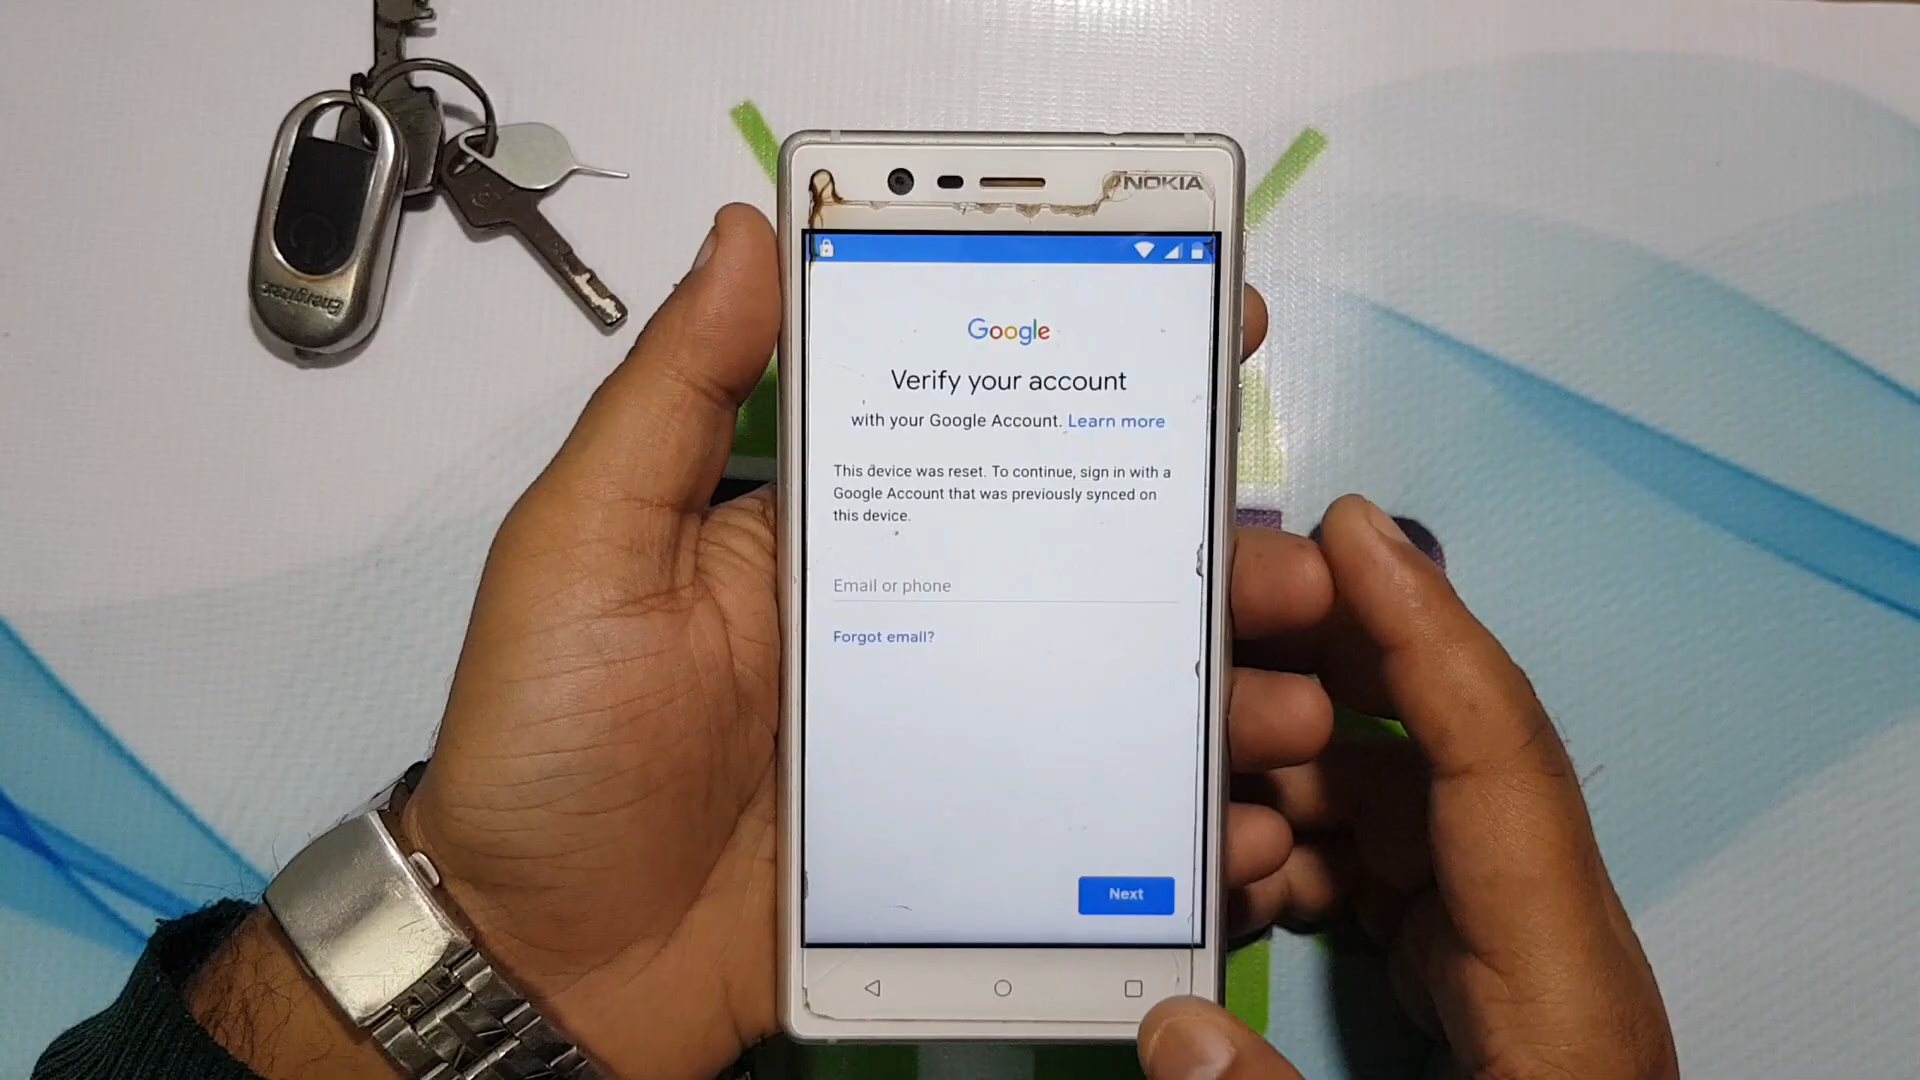 NOKIA
Google
Verify your account
with your Google Account. Learn more
This device was reset. To continue, sign in with a
Google Account that was previously synced on
this device.
Email or phone
Forgot email?
Next
Energizer